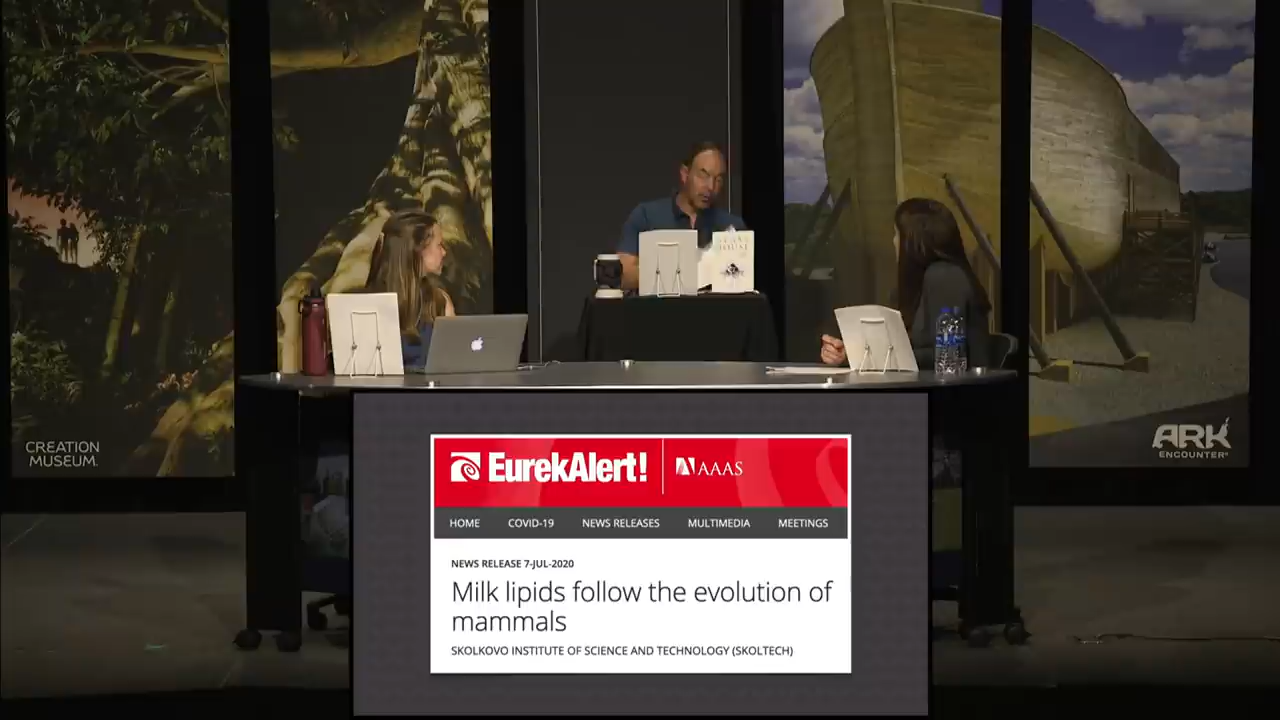 CREATION
MUSEUM
ARK
ENCOUNTER
EurekAlert!
AAAS
HOME
COVID-19
NEWS RELEASES
MULTIMEDIA
MEETINGS
NEWS RELEASE 7-JUL-2020
Milk lipids follow the evolution of
mammals
SKOLKOVO INSTITUTE OF SCIENCE AND TECHNOLOGY (SKOLTECH)